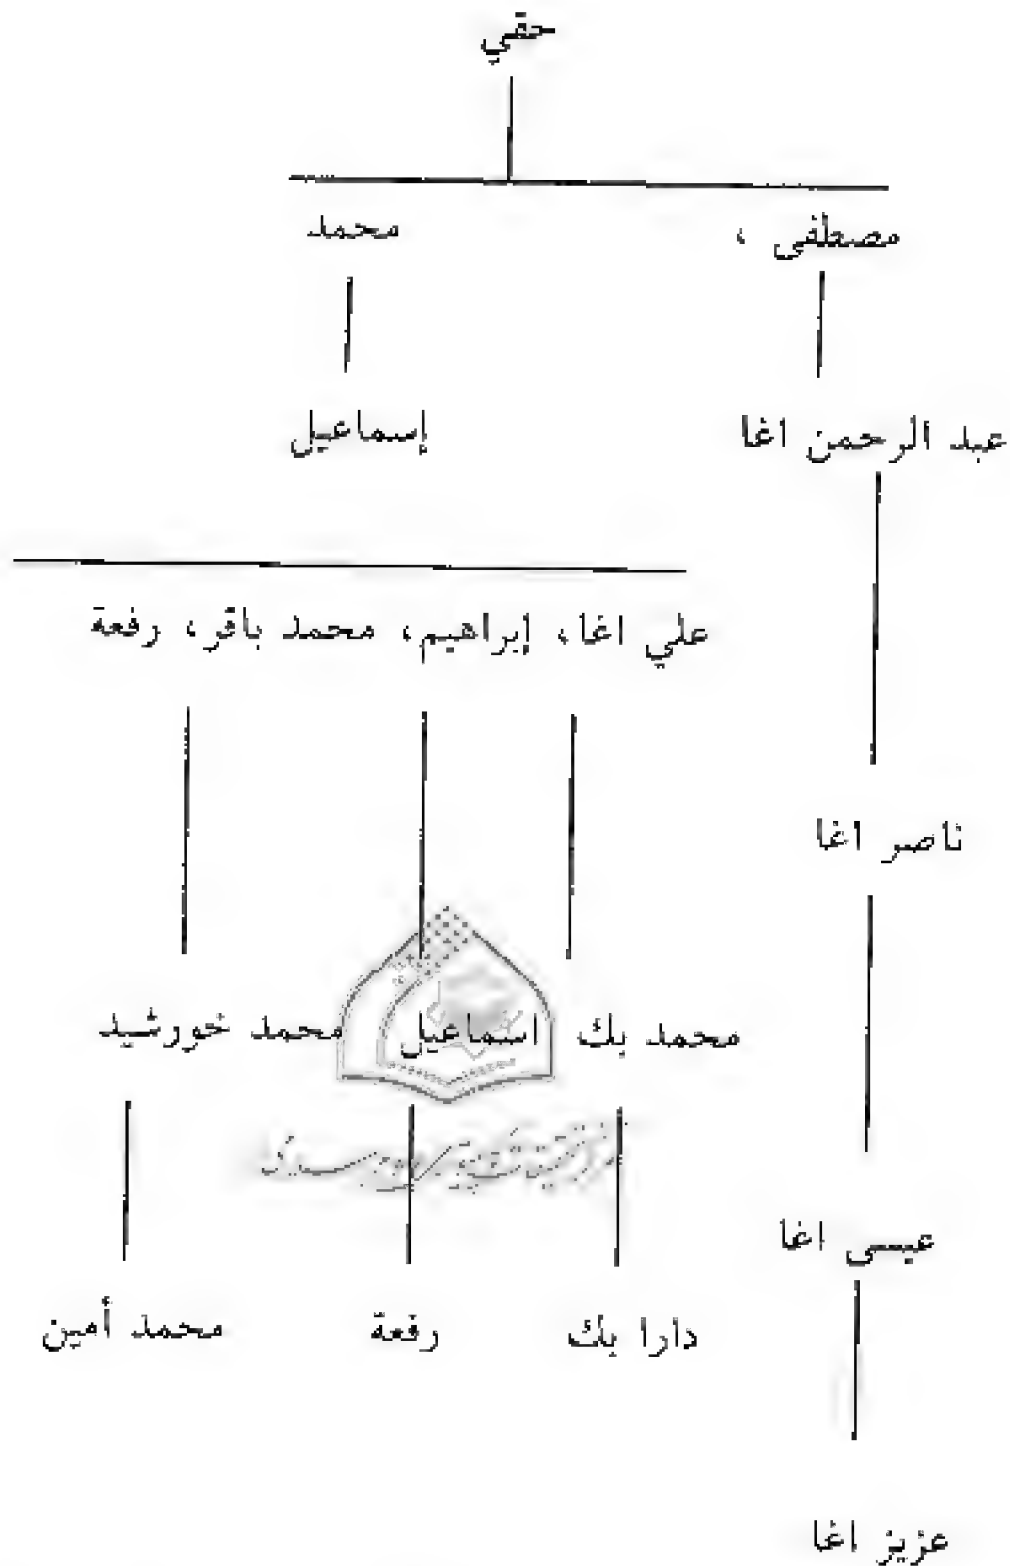 حقي
مصطفى ، محمد
عبد الرحمن اغا إسماعيل
علي اغا، إبراهيم، محمد باقر، رفعة
ناصر اغا
محمد بك اسماعيل محمد خورشيد
عيسى اغا
دارا بك رفعة محمد أمين
عزيز اغا